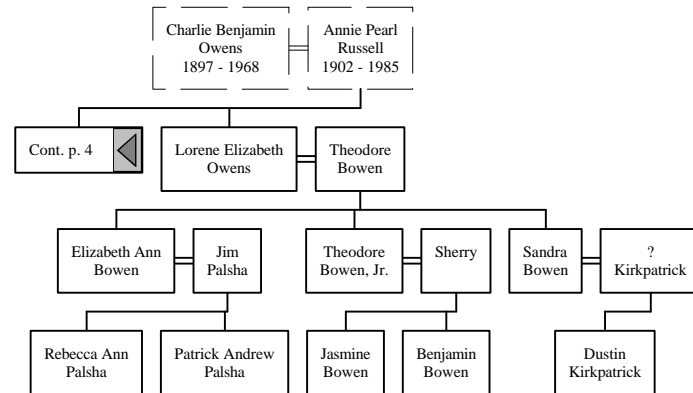 Charlie Benjamin
Owens
1897 - 1968
Annie Pearl
Russell
1902 - 1985
Cont. p. 4
Lorene Elizabeth
Owens
Theodore
Bowen
Elizabeth Ann
Bowen
Jim
Palsha
Theodore
Bowen, Jr.
Sherry
Sandra
Bowen
?
Kirkpatrick
Rebecca Ann
Palsha
Patrick Andrew
Palsha
Jasmine
Bowen
Benjamin
Bowen
Dustin
Kirkpatrick